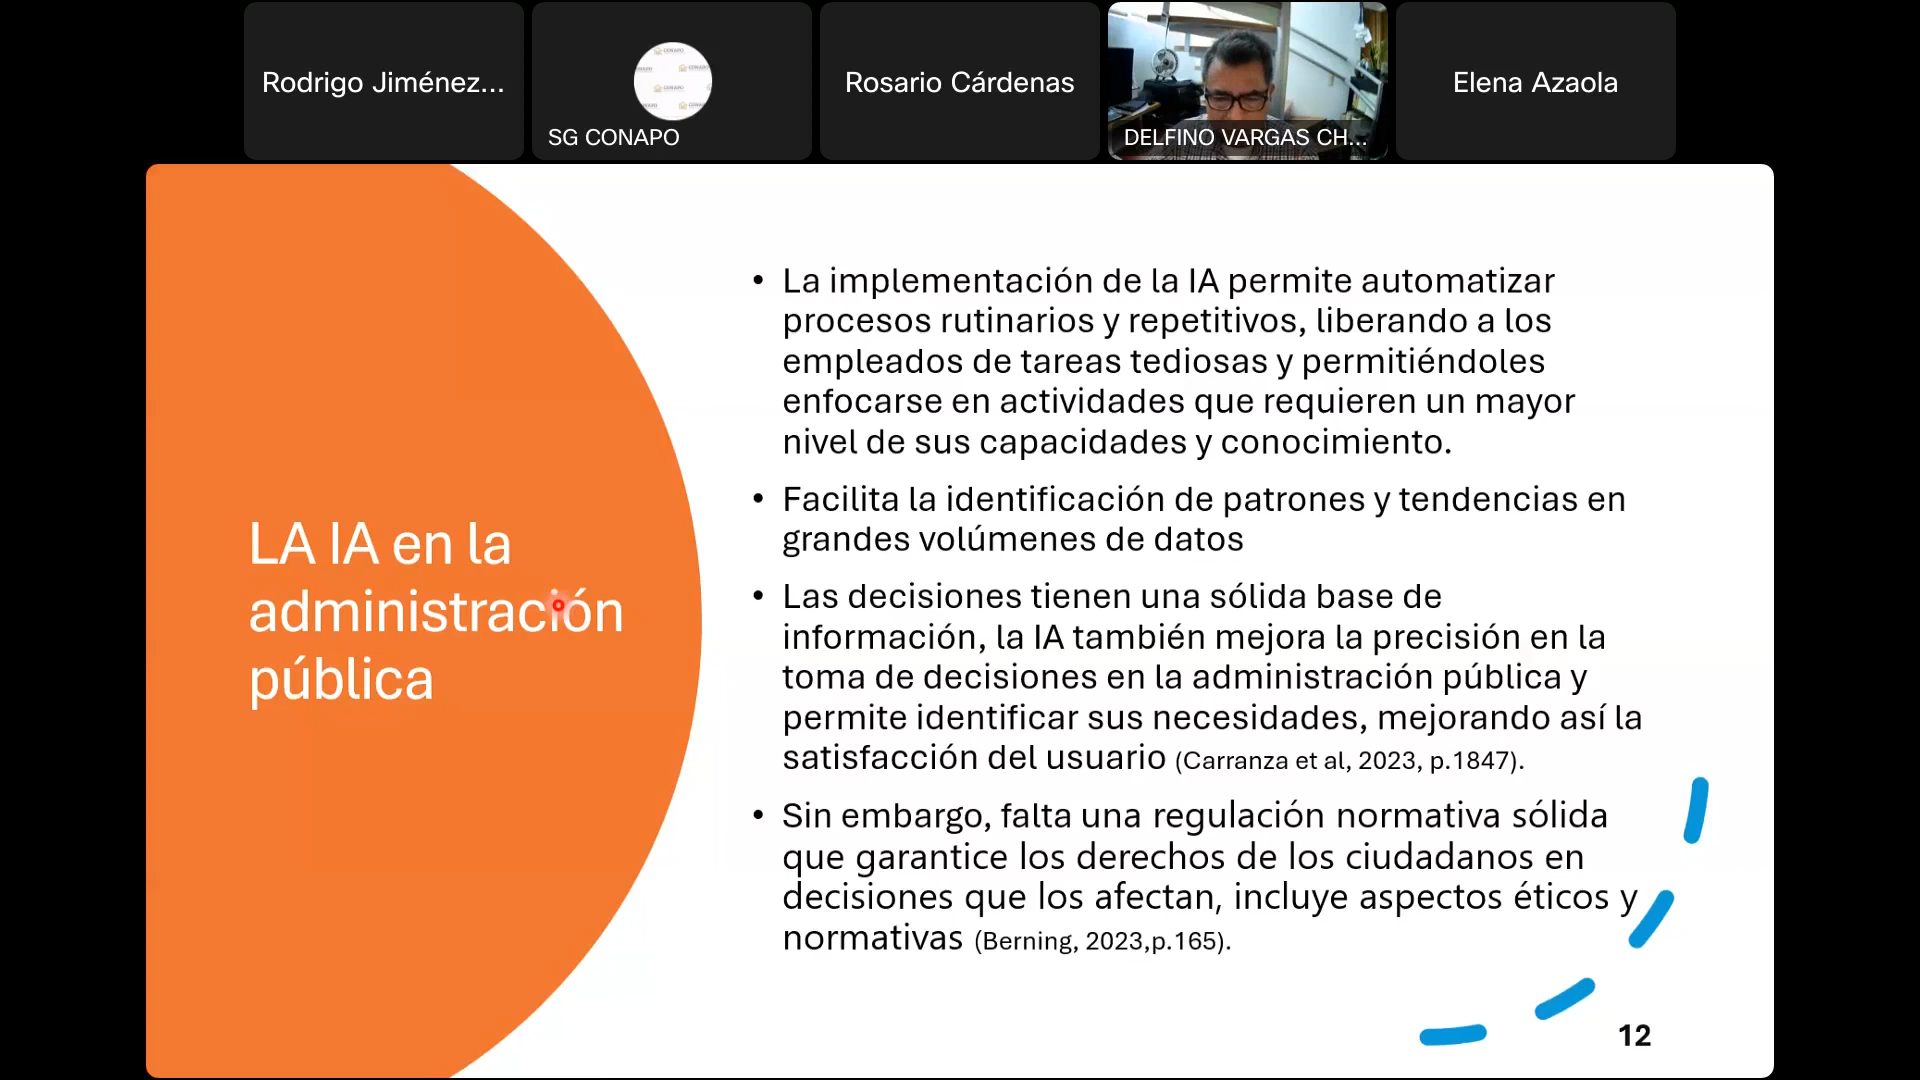 Rodrigo Jiménez...
SG CONAPO
Rosario Cárdenas
DELFINO VARGAS CH...
Elena Azaola
LA IA en la
administración
pública
• La implementación de la IA permite automatizar
procesos rutinarios y repetitivos, liberando a los
empleados de tareas tediosas y permitiéndoles
enfocarse en actividades que requieren un mayor
nivel de sus capacidades y conocimiento.
• Facilita la identificación de patrones y tendencias en
grandes volúmenes de datos
• Las decisiones tienen una sólida base de
información, la IA también mejora la precisión en la
toma de decisiones en la administración pública y
permite identificar sus necesidades, mejorando así la
satisfacción del usuario (Carranza et al, 2023, p.1847).
• Sin embargo, falta una regulación normativa sólida
que garantice los derechos de los ciudadanos en
decisiones que los afectan, incluye aspectos éticos y
normativas (Berning, 2023,p.165).
12